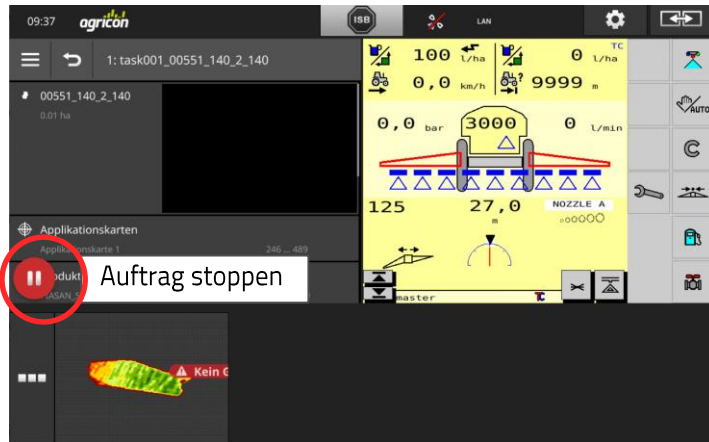 09:37 agricon ISB LAN
1: task001_00551_140_2_140
00551_140_2_140
0.01 ha
Applikationskarten
Applikationskarte 1 246 ... 489
Auftrag stoppen
TC
100 l/ha 0 l/ha
0,0 km/h ? 9999 m
0,0 bar 3000 0 l/min
125 27,0 m NOZZLE A
master TC
AUTO
C
Kein